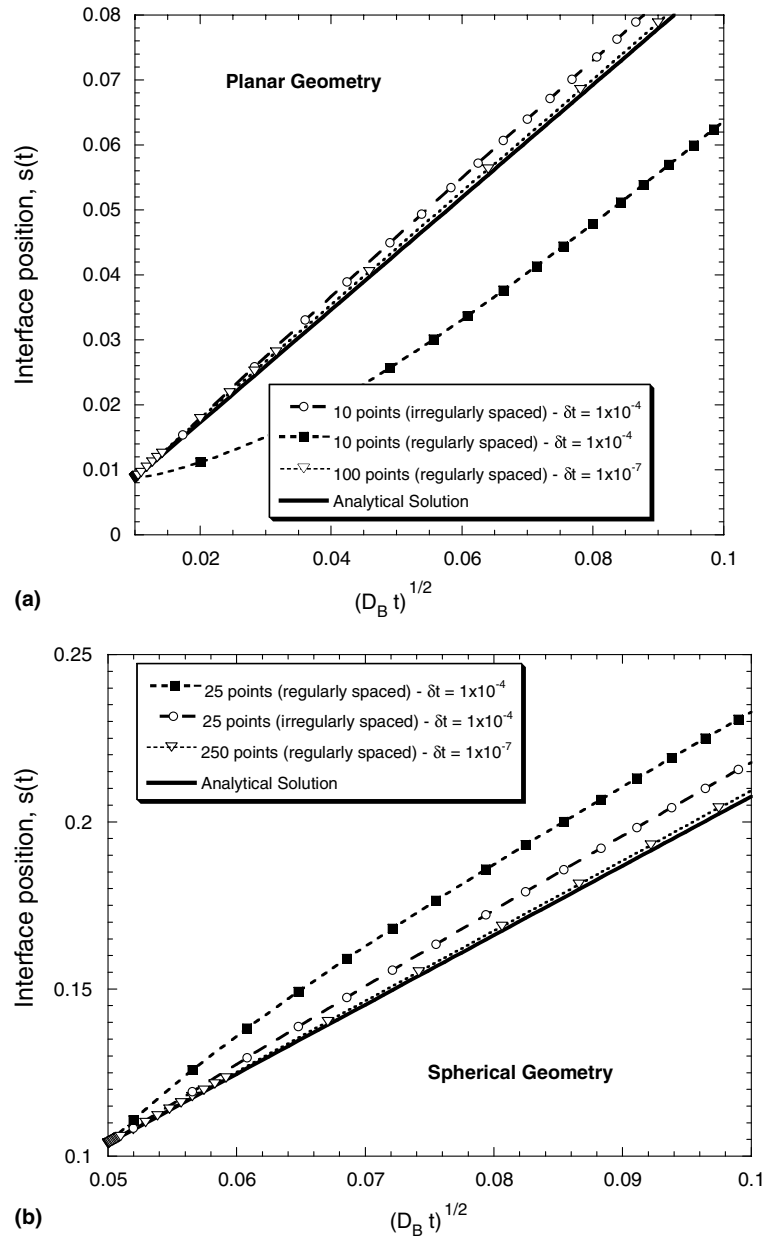 0.08
0.07
0.06
0.05
0.04
0.03
0.02
0.01
0
Interface position, s(t)
Planar Geometry
10 points (irregularly spaced) - δt = 1x10⁻⁴
10 points (regularly spaced) - δt = 1x10⁻⁴
100 points (regularly spaced) - δt = 1x10⁻⁷
Analytical Solution
0.02 0.04 0.06 0.08 0.1
(a)
(D_B t)^1/2
0.25
0.2
0.15
0.1
Interface position, s(t)
25 points (regularly spaced) - δt = 1x10⁻⁴
25 points (irregularly spaced) - δt = 1x10⁻⁴
250 points (regularly spaced) - δt = 1x10⁻⁷
Analytical Solution
Spherical Geometry
0.05 0.06 0.07 0.08 0.09 0.1
(b)
(D_B t)^1/2